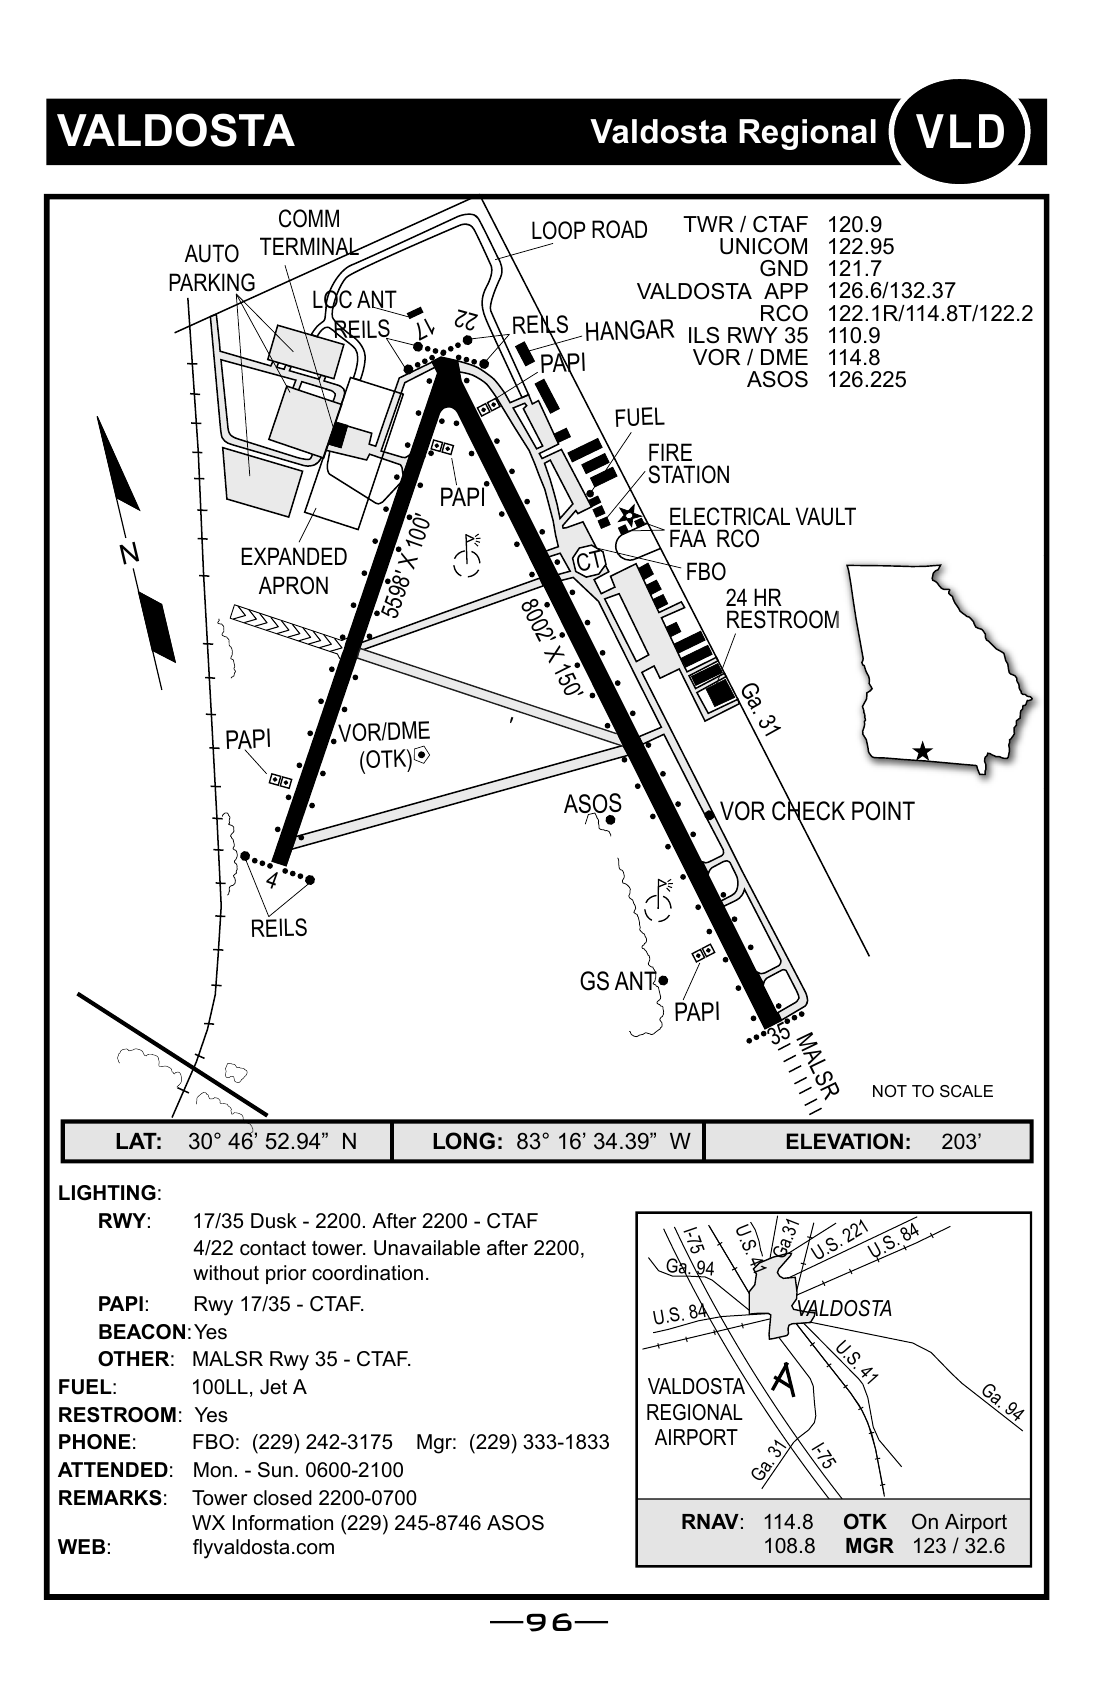 VALDOSTA
Valdosta Regional
VLD
COMM
TERMINAL
AUTO
PARKING
LOC ANT
REILS
17
22
REILS
LOOP ROAD
HANGAR
PAPI
TWR / CTAF 120.9
UNICOM 122.95
GND 121.7
VALDOSTA APP 126.6/132.37
RCO 122.1R/114.8T/122.2
ILS RWY 35 110.9
VOR / DME 114.8
ASOS 126.225
FUEL
FIRE
STATION
PAPI
ELECTRICAL VAULT
FAA RCO
N
EXPANDED
APRON
5598' X 100'
CT
FBO
24 HR
RESTROOM
8002' X 150'
Ga. 31
PAPI
VOR/DME
(OTK)
ASOS
VOR CHECK POINT
4
REILS
GS ANT
PAPI
35
MALSR
NOT TO SCALE
LAT: 30° 46’ 52.94” N
LONG: 83° 16’ 34.39” W
ELEVATION: 203’
LIGHTING:
RWY: 17/35 Dusk - 2200. After 2200 - CTAF
4/22 contact tower. Unavailable after 2200,
without prior coordination.
PAPI: Rwy 17/35 - CTAF.
BEACON: Yes
OTHER: MALSR Rwy 35 - CTAF.
FUEL: 100LL, Jet A
RESTROOM: Yes
PHONE: FBO: (229) 242-3175 Mgr: (229) 333-1833
ATTENDED: Mon. - Sun. 0600-2100
REMARKS: Tower closed 2200-0700
WX Information (229) 245-8746 ASOS
WEB: flyvaldosta.com
I-75
U.S. 41
Ga.31
U.S. 221
U.S. 84
Ga. 94
U.S. 84
VALDOSTA
U.S. 41
VALDOSTA
REGIONAL
AIRPORT
Ga. 94
Ga. 31
I-75
RNAV: 114.8 OTK On Airport
108.8 MGR 123 / 32.6
96